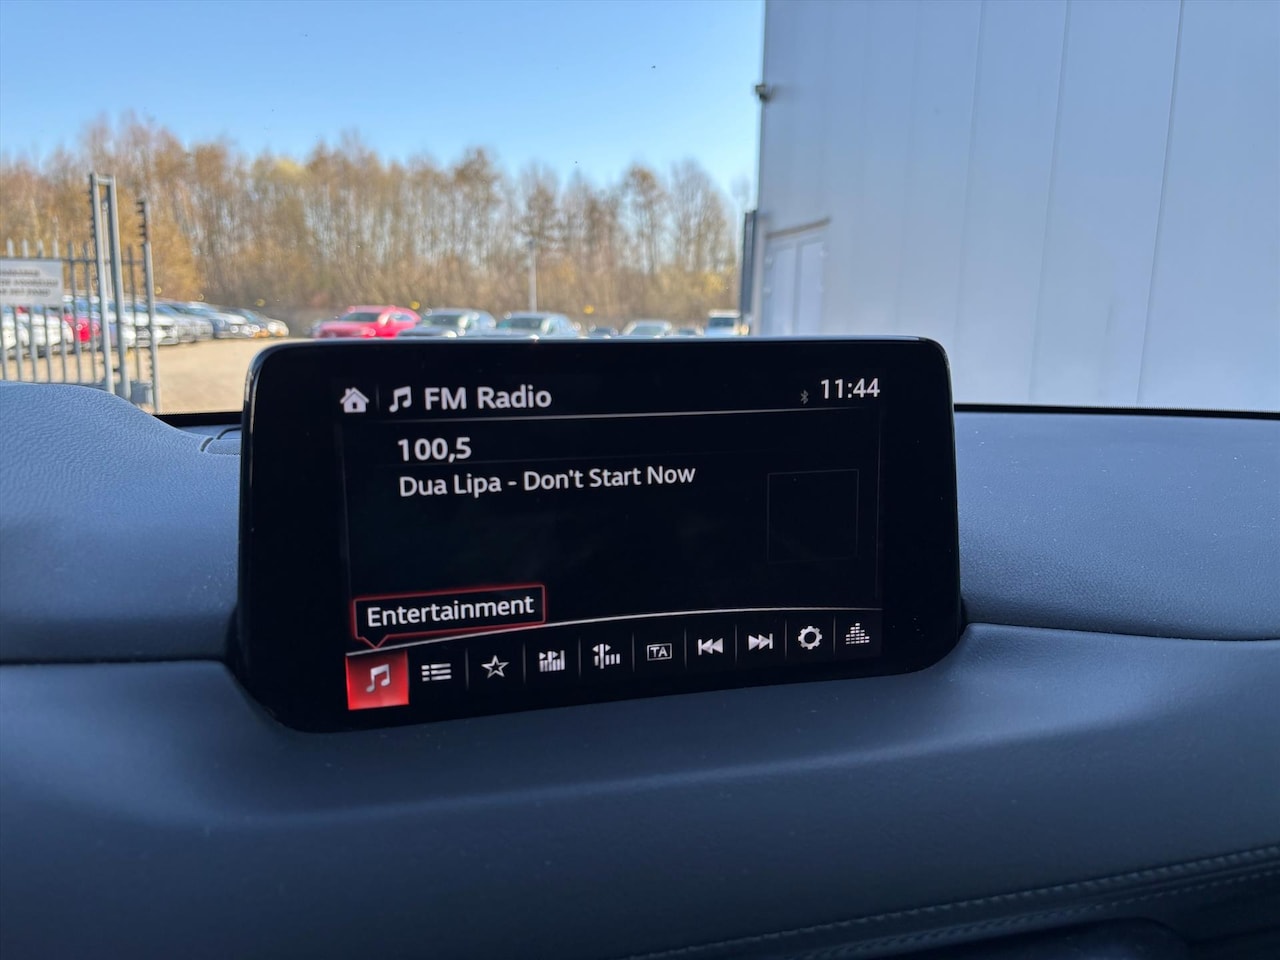 FM Radio
11:44
100,5
Dua Lipa - Don't Start Now
Entertainment
TA